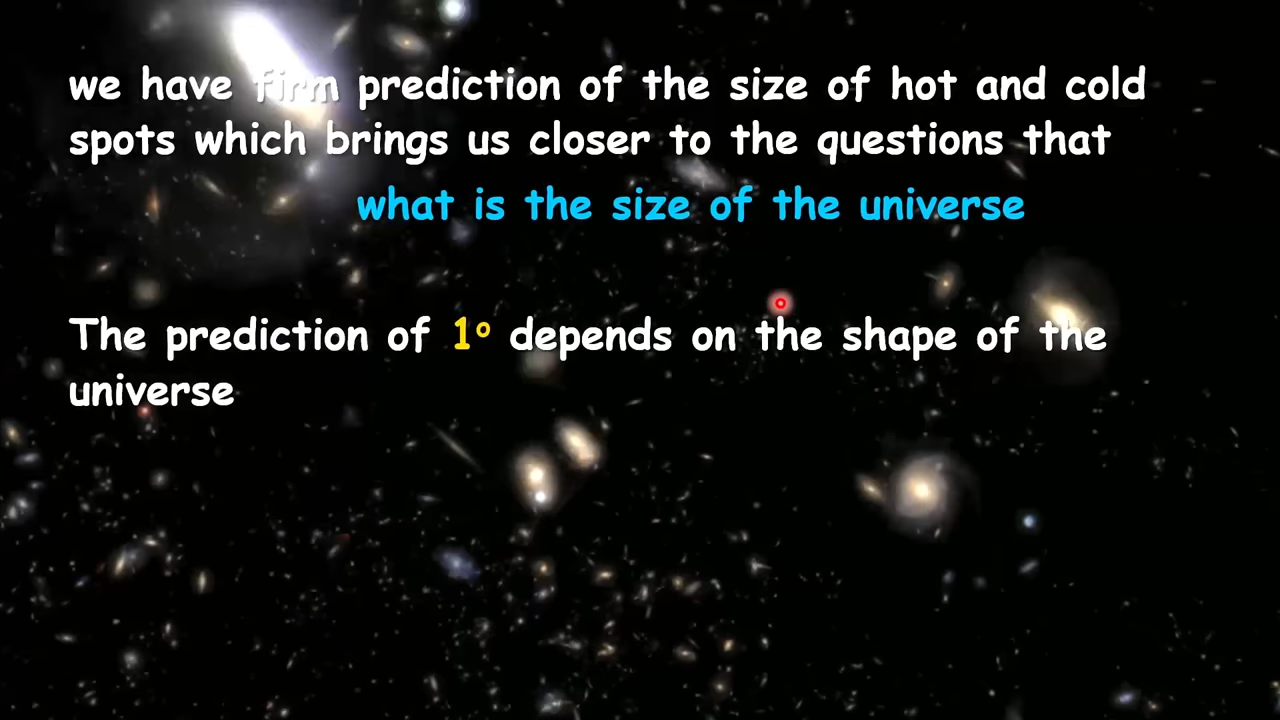 we have firm prediction of the size of hot and cold
spots which brings us closer to the questions that
what is the size of the universe
The prediction of 1º depends on the shape of the
universe